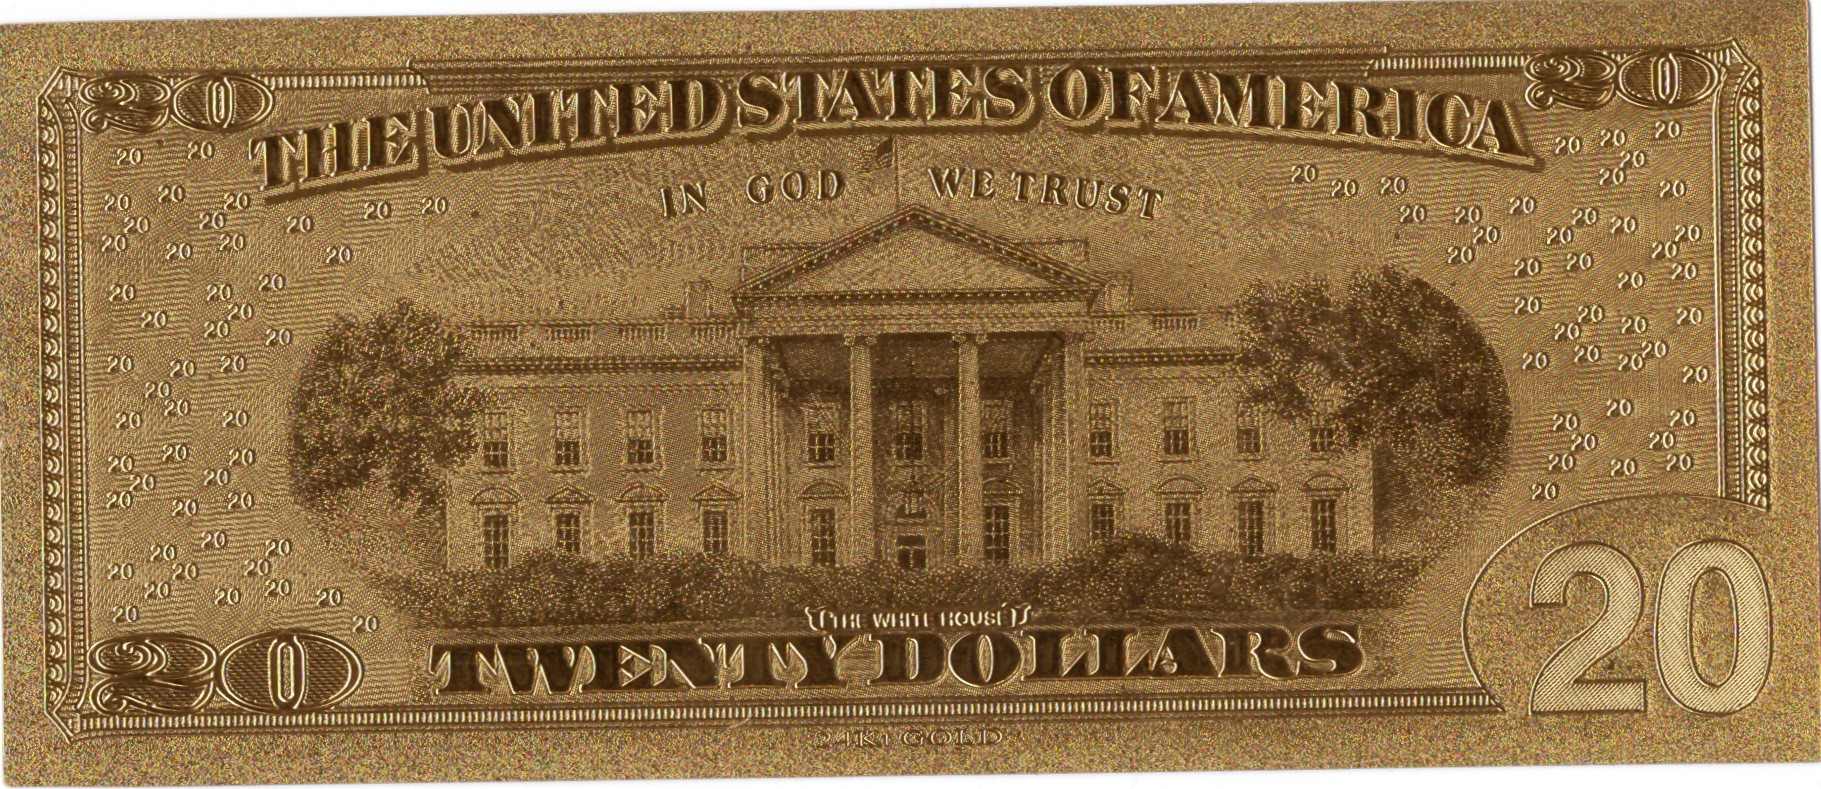 20 20
THE UNITED STATES OF AMERICA
IN GOD WE TRUST
THE WHITE HOUSE
TWENTY DOLLARS
20 20
24KT GOLD